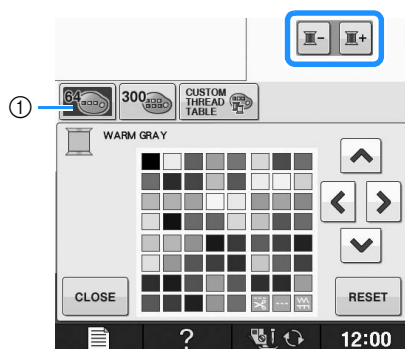 - +
①
64
300
CUSTOM
THREAD
TABLE
WARM GRAY
CLOSE
RESET
?
12:00